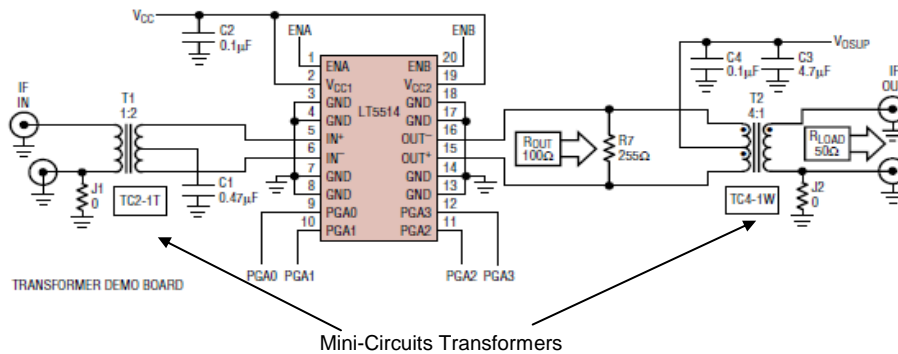 VCC
C2
0.1µF
ENA
ENB
1
ENA
ENB
20
2
VCC1
VCC2
19
3
GND
GND
18
4
GND
LT5514
GND
17
5
IN+
OUT−
16
6
IN−
OUT+
15
7
GND
GND
14
8
GND
GND
13
9
PGA0
PGA3
12
10
PGA1
PGA2
11
IF
IN
T1
1:2
J1
0
TC2-1T
C1
0.47µF
PGA0
PGA1
PGA2
PGA3
ROUT
100Ω
R7
255Ω
C4
0.1µF
C3
4.7µF
VOSUP
T2
4:1
IF
OUT
RLOAD
50Ω
J2
0
TC4-1W
TRANSFORMER DEMO BOARD
Mini-Circuits Transformers